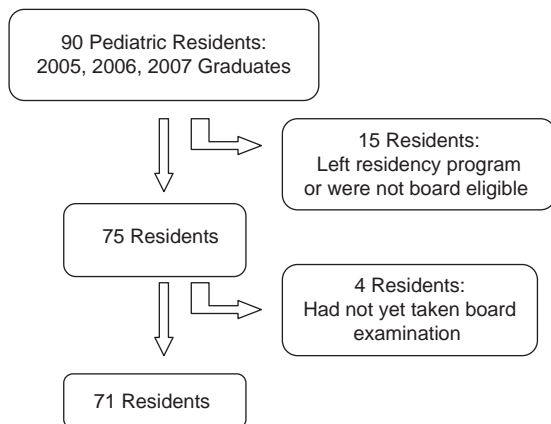 90 Pediatric Residents:
2005, 2006, 2007 Graduates
15 Residents:
Left residency program
or were not board eligible
75 Residents
4 Residents:
Had not yet taken board
examination
71 Residents